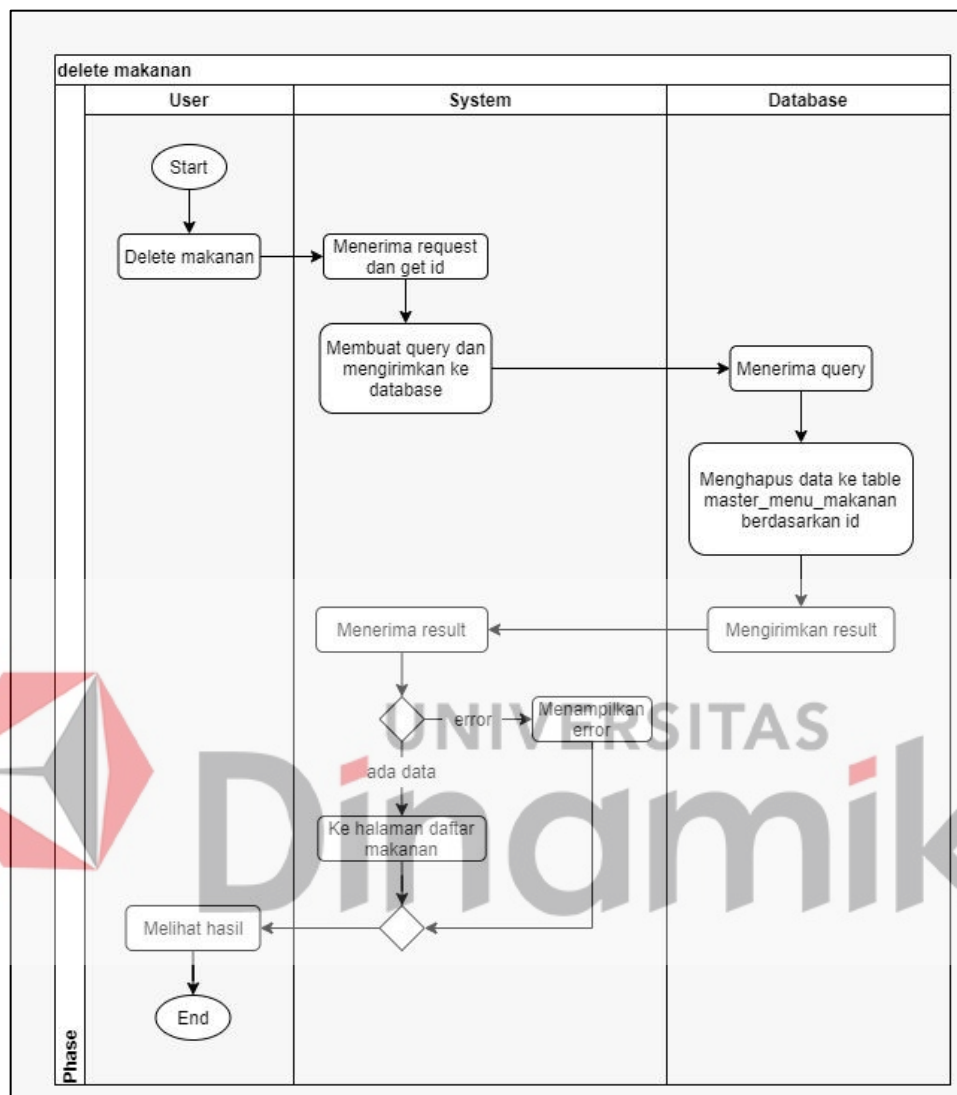 delete makanan
User
System
Database
Start
Delete makanan
Menerima request
dan get id
Membuat query dan
mengirimkan ke
database
Menerima query
Menghapus data ke table
master_menu_makanan
berdasarkan id
Menerima result
Mengirimkan result
error
Menampilkan
error
UNIVERSITAS
Dinamik
ada data
Ke halaman daftar
makanan
Melihat hasil
End
Phase